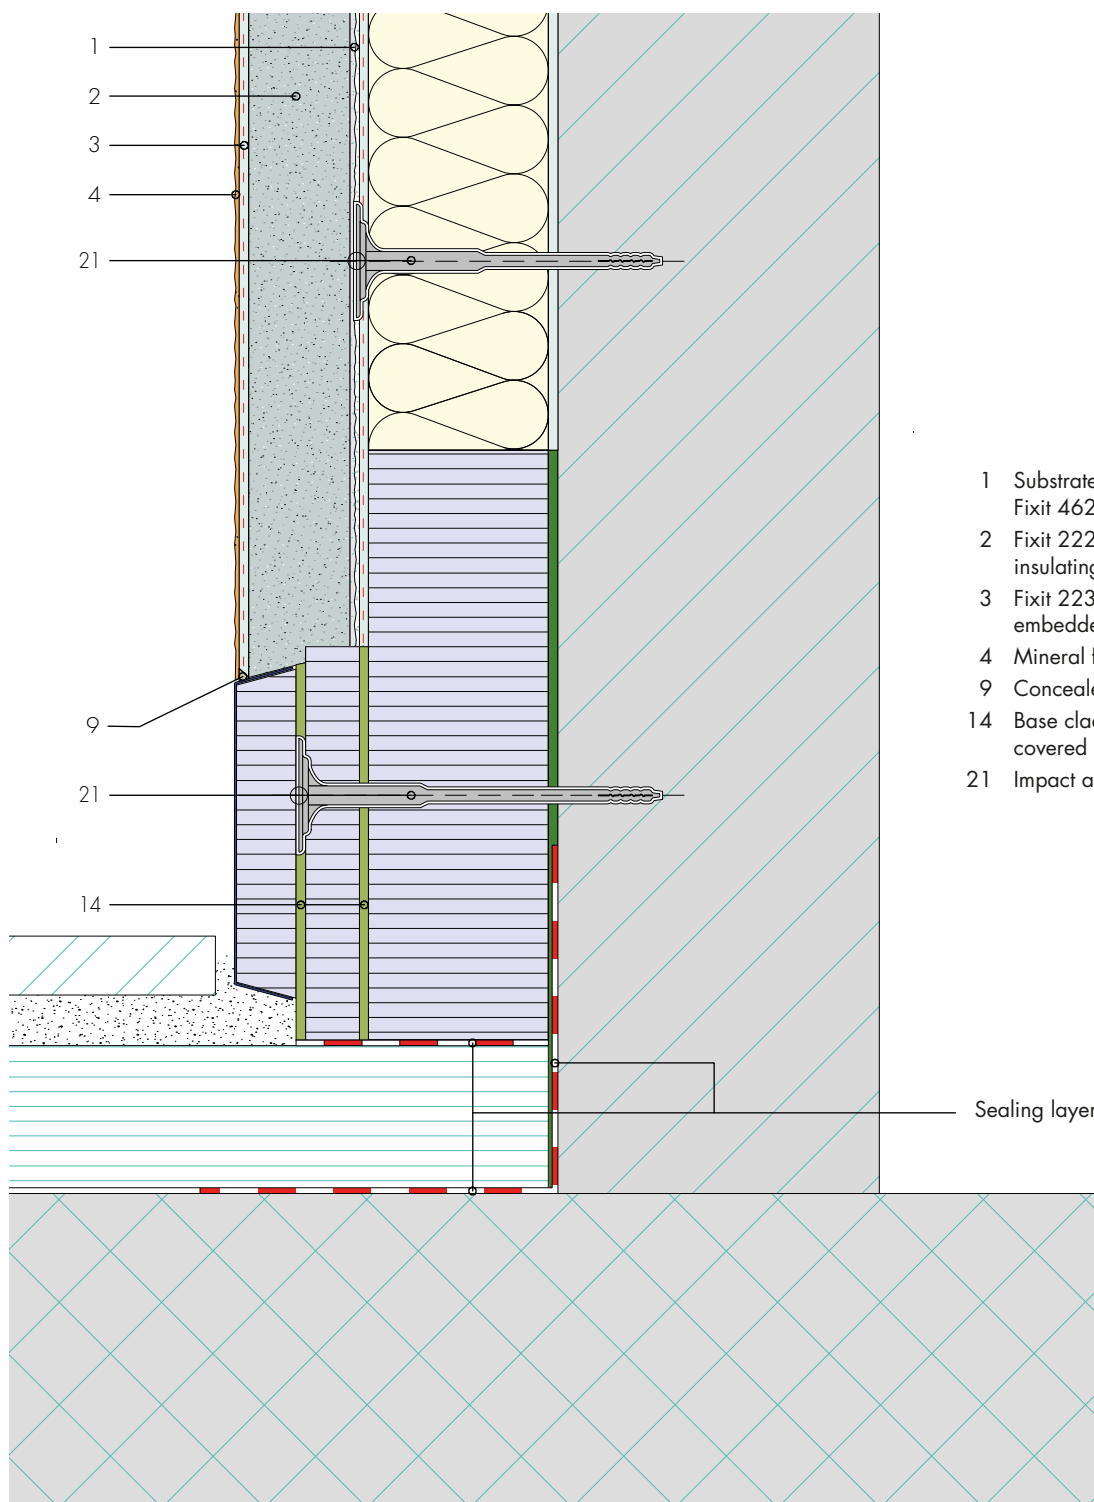 1
2
3
4
21
9
21
14
1 Substrate
Fixit 462
2 Fixit 222
insulating
3 Fixit 223
embedde
4 Mineral f
9 Conceale
14 Base clad
covered
21 Impact a
Sealing layer